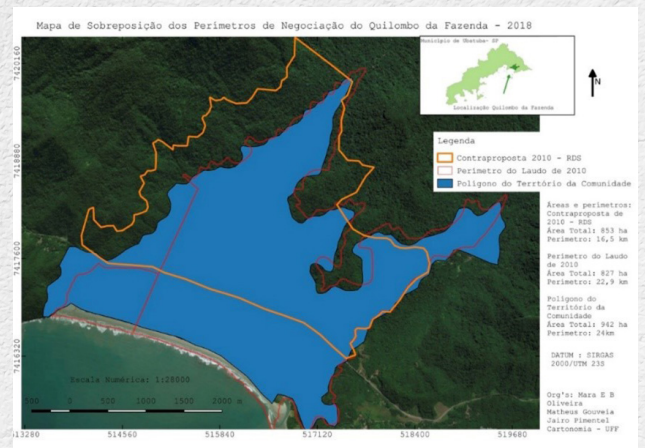 Mapa de Sobreposição dos Perímetros de Negociação do Quilombo da Fazenda - 2018
Município de Ubatuba- SP
Localização Quilombo da Fazenda
N
Legenda
Contraproposta 2010 - RDS
Perímetro do Laudo de 2010
Polígono do Território da Comunidade
Áreas e perímetros:
Contraproposta de
2010 - RDS
Área Total: 853 ha
Perímetro: 16,5 km
Perímetro do Laudo
de 2010
Área Total: 827 ha
Perímetro: 22,9 km
Polígono do
Território da
Comunidade
Área Total: 942 ha
Perímetro: 24km
DATUM : SIRGAS
2000/UTM 23S
Org's: Mara E B
Oliveira
Matheus Gouveia
Jairo Pimentel
Cartonomia - UFF
Escala Numérica: 1:28000
500 0 500 1000 1500 2000 m
7420160
7418880
7417600
7416320
513280 514560 515840 517120 518400 519680